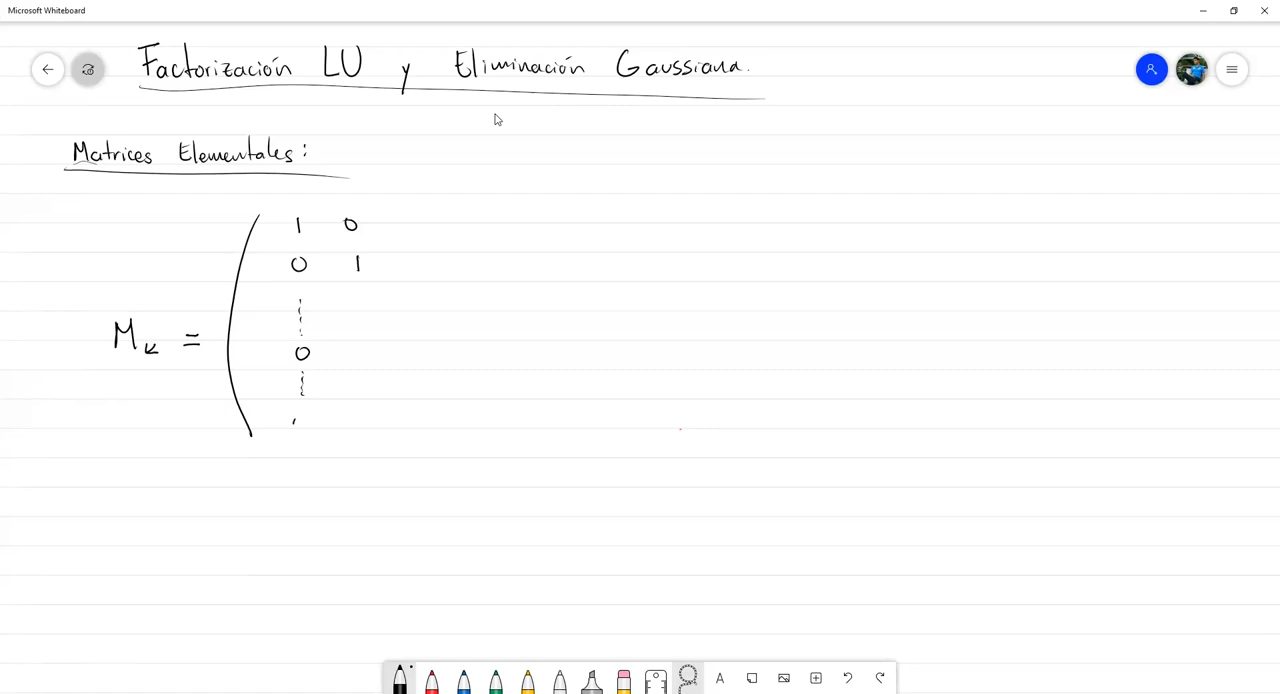 Microsoft Whiteboard
Factorización LU y Eliminación Gaussiana.
Matrices Elementales:
1 0
0 1
M_k =
0
A